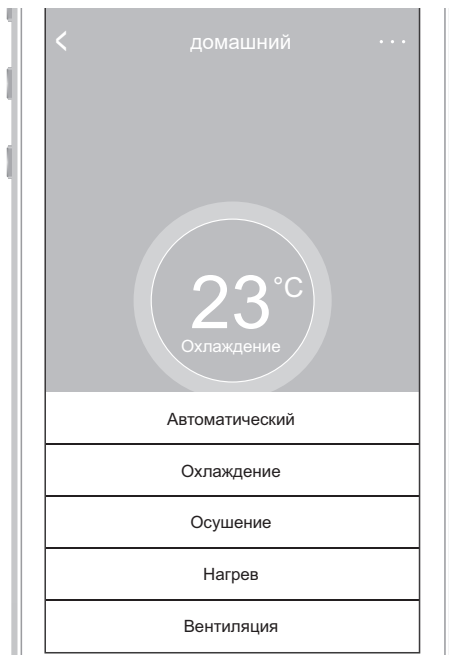 домашний
23°C
Охлаждение
Автоматический
Охлаждение
Осушение
Нагрев
Вентиляция